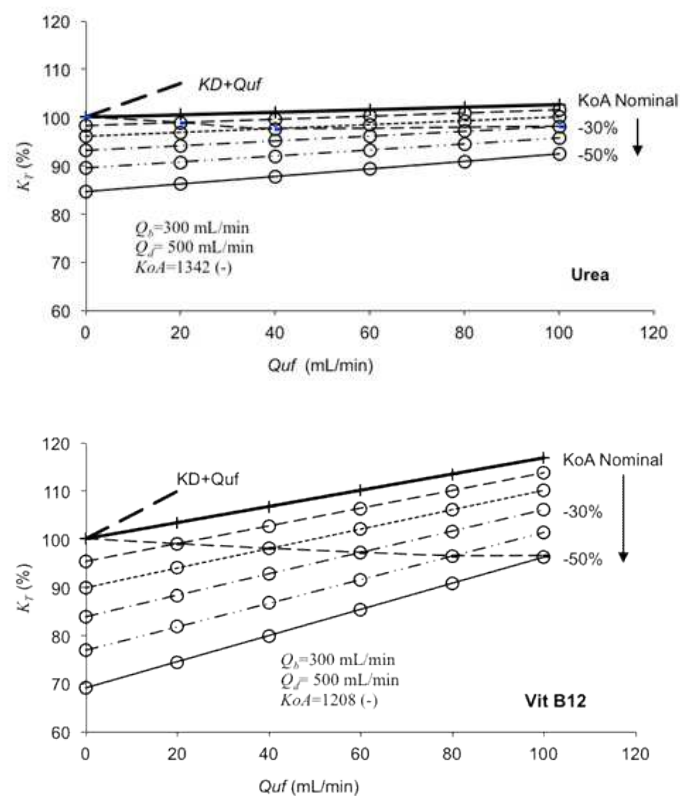 120
KD+Quf
110
KoA Nominal
100
-30%
90
-50%
K_T (%)
80
Q_b=300 mL/min
Q_d= 500 mL/min
70
KoA=1342 (-)
Urea
60
0 20 40 60 80 100 120
Quf (mL/min)
120
KoA Nominal
KD+Quf
110
-30%
100
-50%
90
K_T (%)
80
Q_b=300 mL/min
70
Q_d= 500 mL/min
KoA=1208 (-)
Vit B12
60
0 20 40 60 80 100 120
Quf (mL/min)